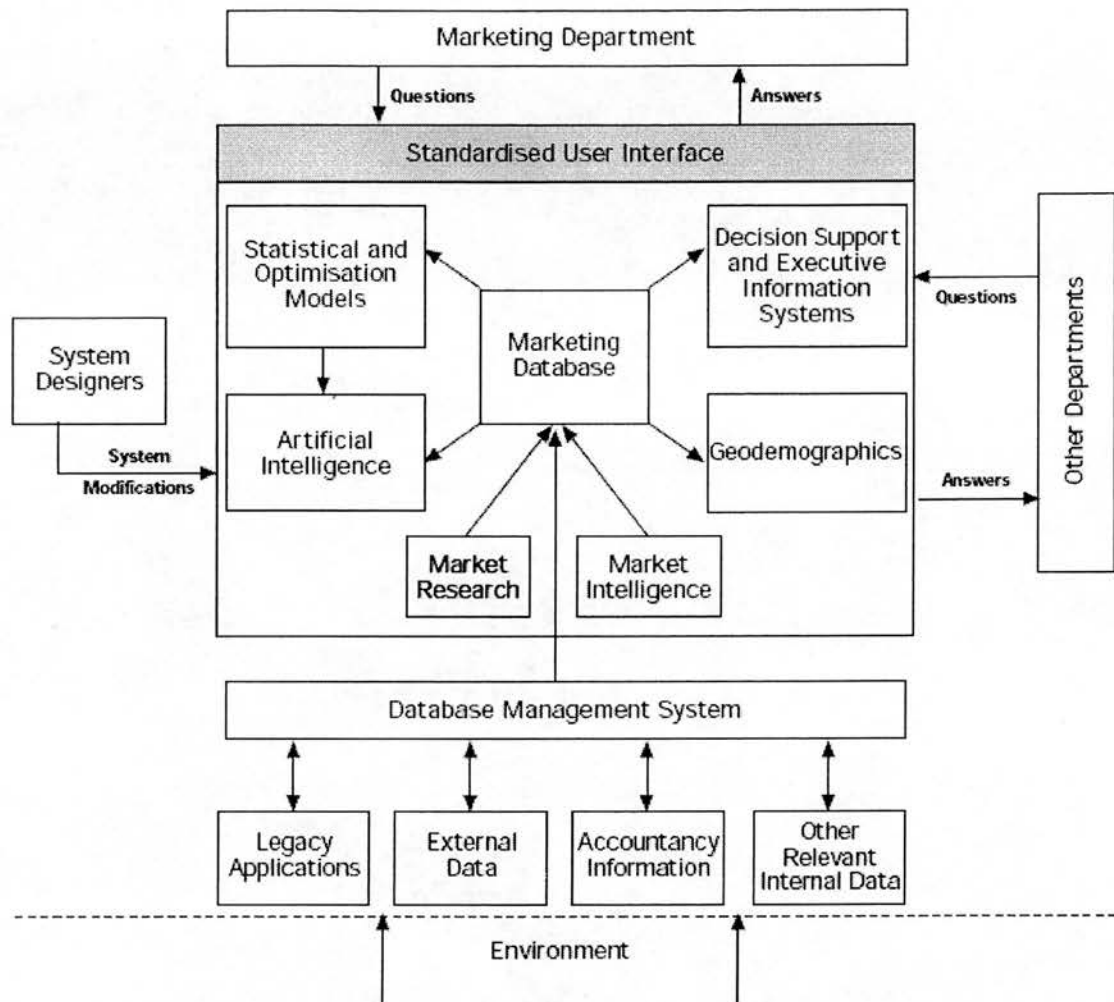 Marketing Department
Questions
Answers
Standardised User Interface
Statistical and
Optimisation
Models
Decision Support
and Executive
Information
Systems
Questions
Marketing
Database
System
Designers
Artificial
Intelligence
Geodemographics
System
Modifications
Answers
Other Departments
Market
Research
Market
Intelligence
Database Management System
Legacy
Applications
External
Data
Accountancy
Information
Other
Relevant
Internal Data
Environment